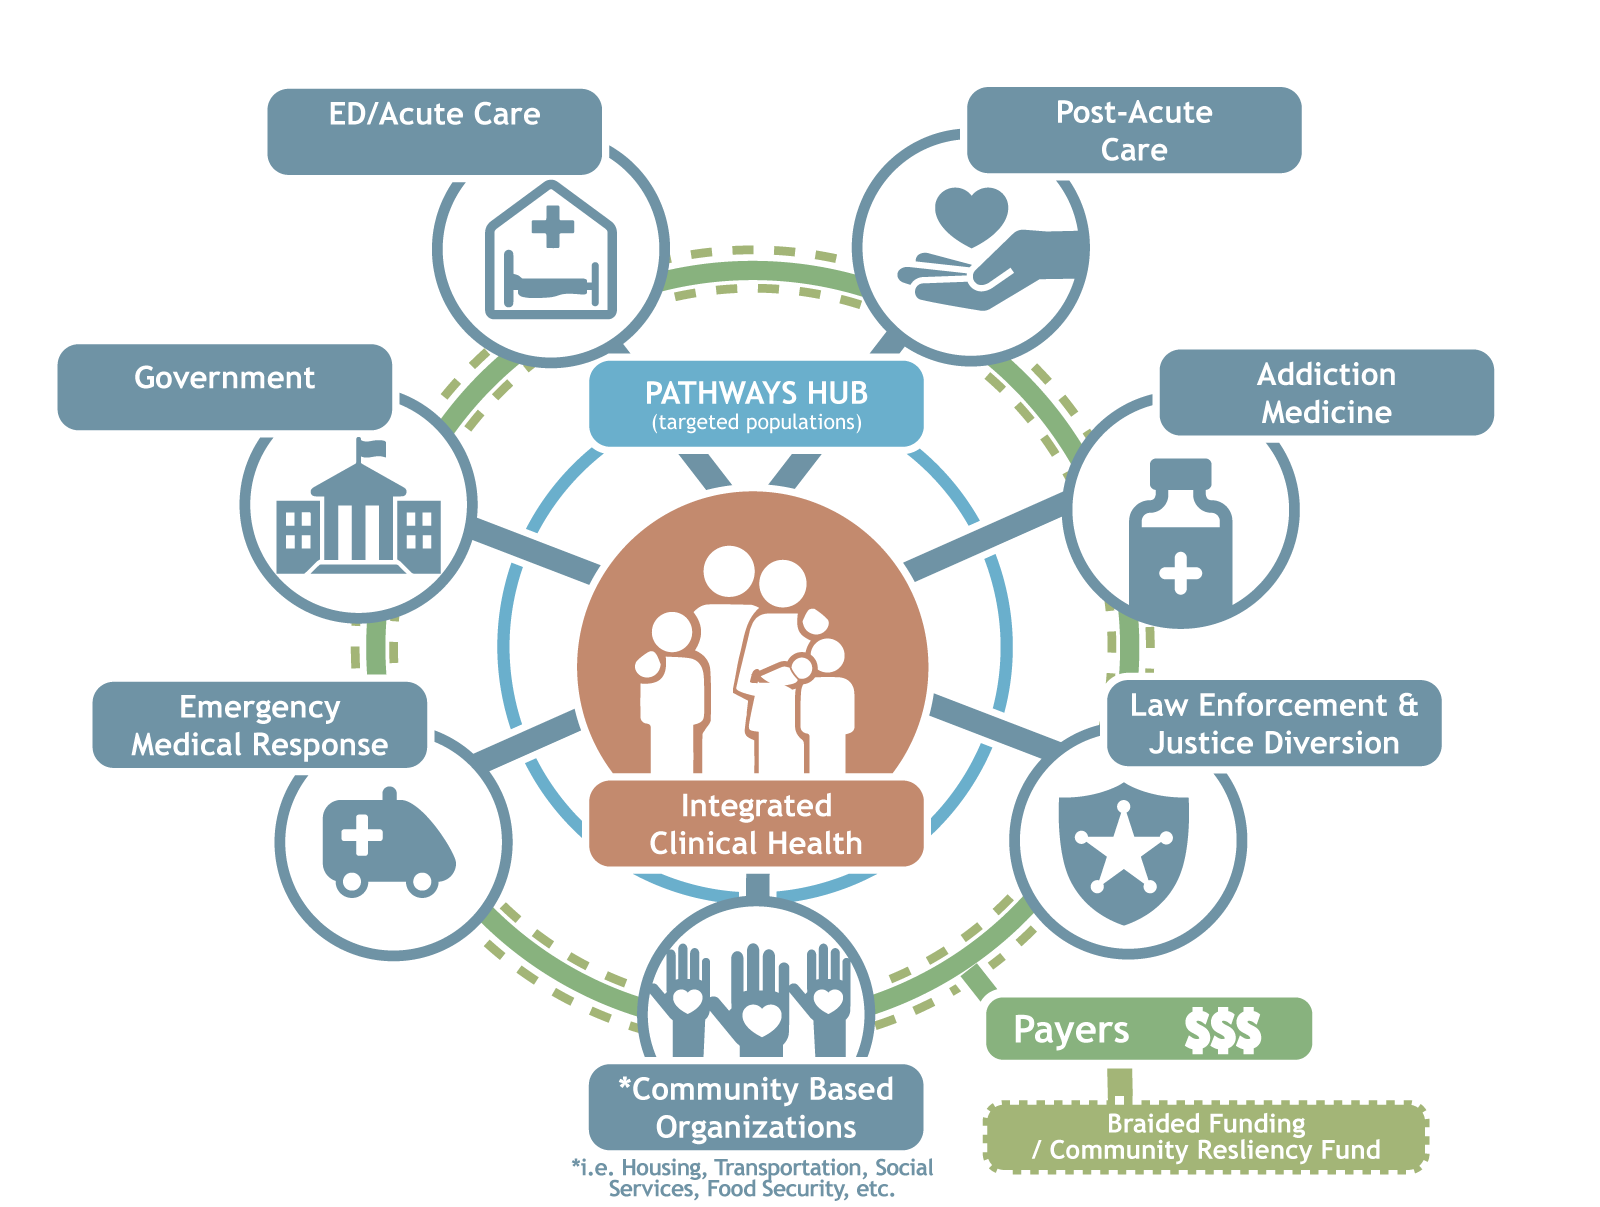 ED/Acute Care
Post-Acute
Care
Government
PATHWAYS HUB
(targeted populations)
Addiction
Medicine
Emergency
Medical Response
Law Enforcement &
Justice Diversion
Integrated
Clinical Health
Payers $$$
*Community Based
Organizations
*i.e. Housing, Transportation, Social
Services, Food Security, etc.
Braided Funding
/ Community Resliency Fund